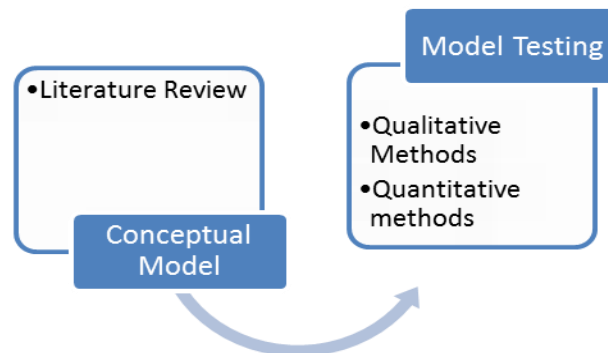 •Literature Review
Conceptual
Model
Model Testing
•Qualitative
Methods
•Quantitative
methods